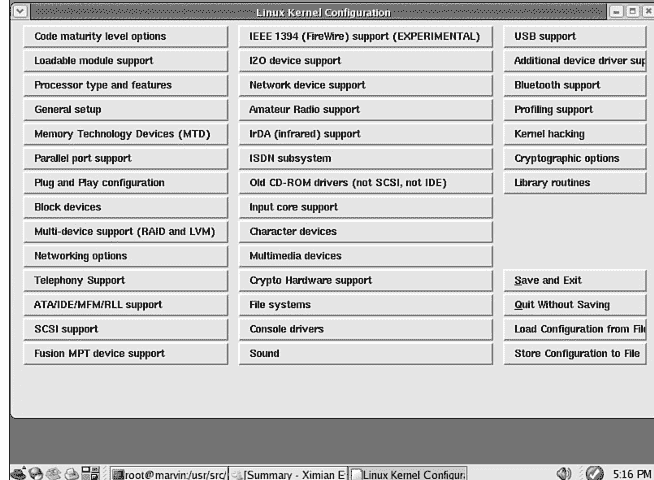 Linux Kernel Configuration
Code maturity level options
Loadable module support
Processor type and features
General setup
Memory Technology Devices (MTD)
Parallel port support
Plug and Play configuration
Block devices
Multi-device support (RAID and LVM)
Networking options
Telephony Support
ATA/IDE/MFM/RLL support
SCSI support
Fusion MPT device support
IEEE 1394 (FireWire) support (EXPERIMENTAL)
I2O device support
Network device support
Amateur Radio support
IrDA (infrared) support
ISDN subsystem
Old CD-ROM drivers (not SCSI, not IDE)
Input core support
Character devices
Multimedia devices
Crypto Hardware support
File systems
Console drivers
Sound
USB support
Additional device driver sup
Bluetooth support
Profiling support
Kernel hacking
Cryptographic options
Library routines
Save and Exit
Quit Without Saving
Load Configuration from File
Store Configuration to File
root@marvin:/usr/src/
[Summary - Ximian E
Linux Kernel Configur
5:16 PM